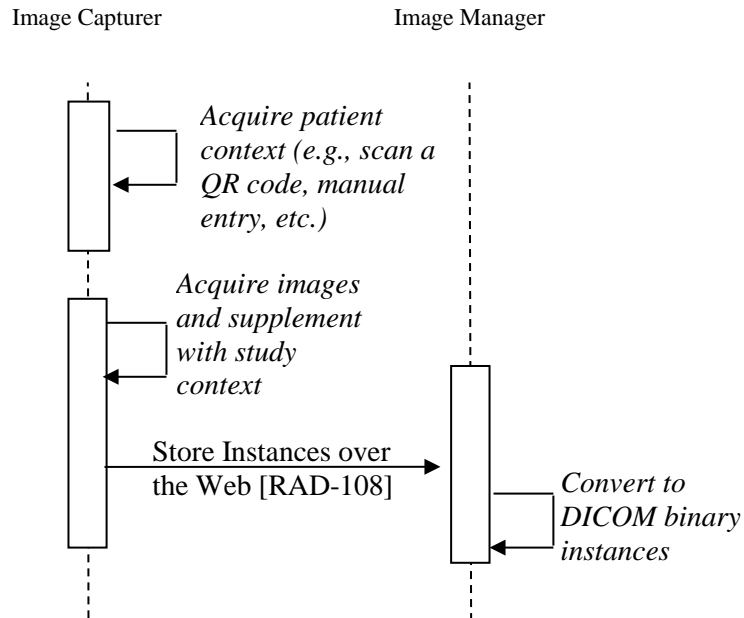 Image Capturer
Image Manager
Acquire patient
context (e.g., scan a
QR code, manual
entry, etc.)
Acquire images
and supplement
with study
context
Store Instances over
the Web [RAD-108]
Convert to
DICOM binary
instances